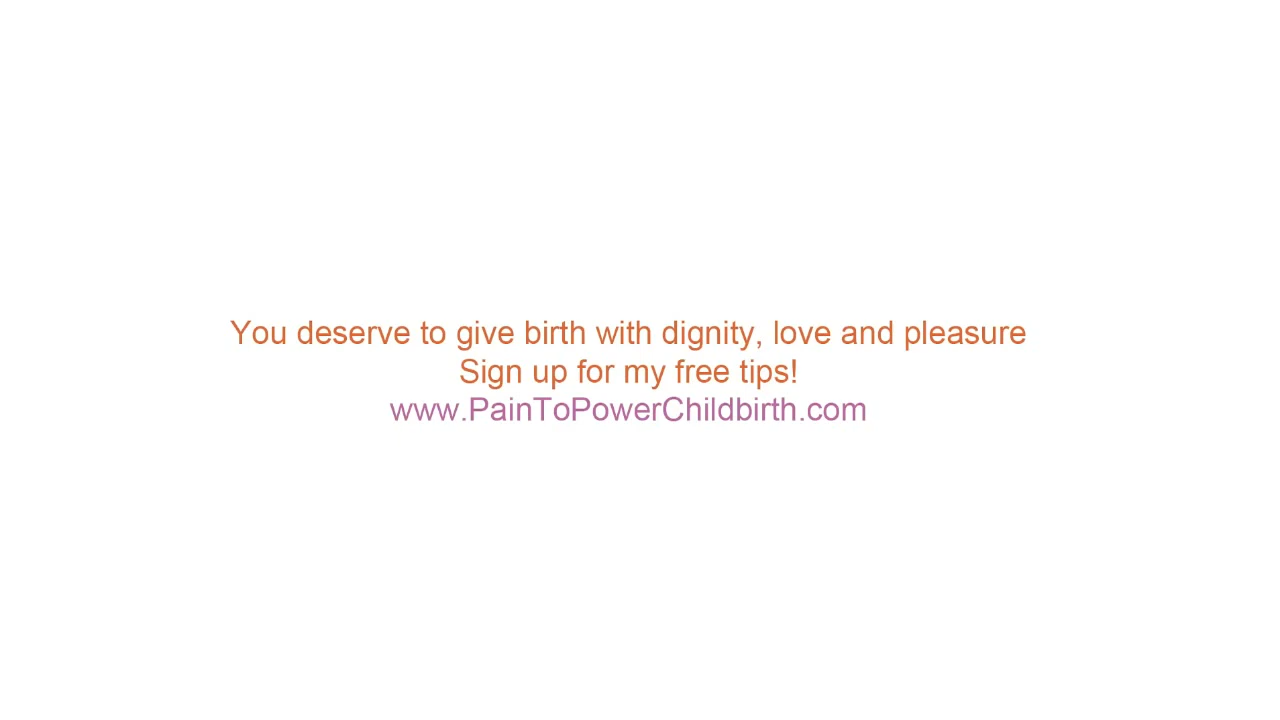 You deserve to give birth with dignity, love and pleasure
Sign up for my free tips!
www.PainToPowerChildbirth.com